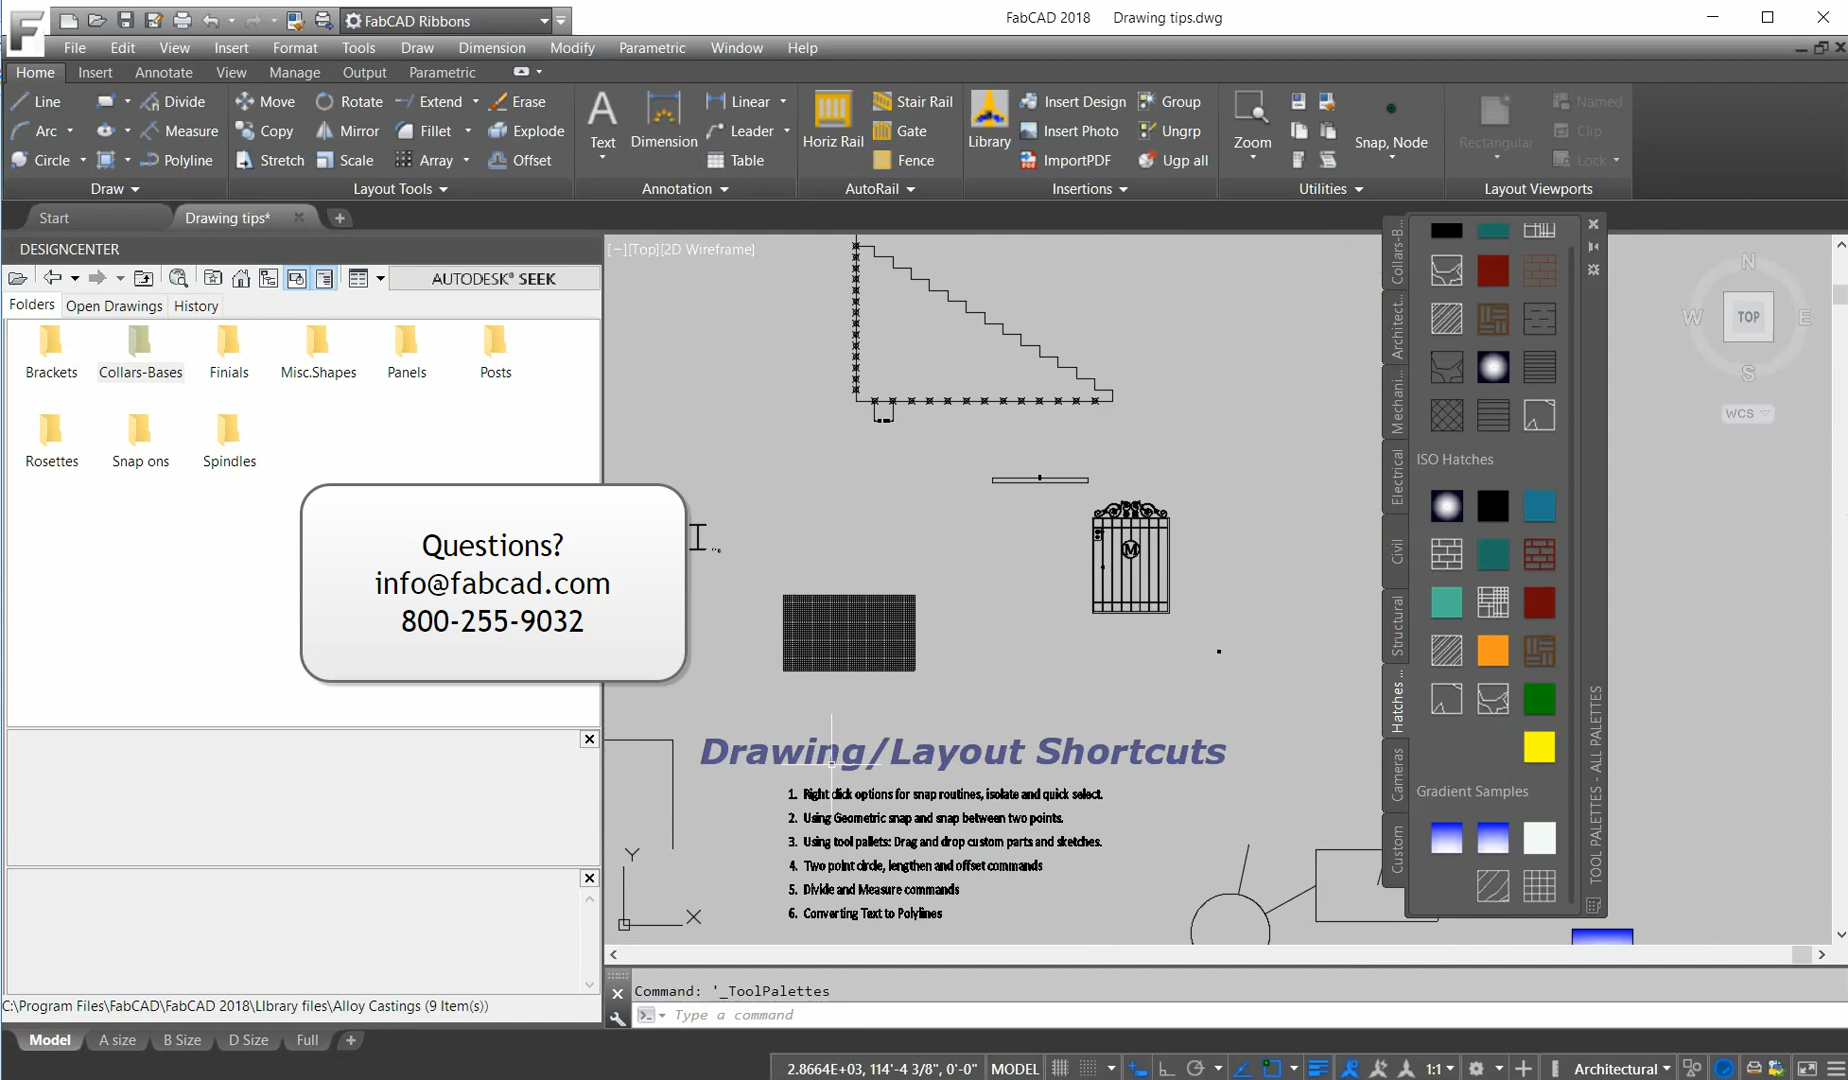 FabCAD Ribbons
FabCAD 2018 Drawing tips.dwg
File Edit View Insert Format Tools Draw Dimension Modify Parametric Window Help
Home Insert Annotate View Manage Output Parametric
Line Divide Move Rotate Extend Erase Linear Stair Rail Insert Design Group Named
Arc Measure Copy Mirror Fillet Explode Text Dimension Leader Horiz Rail Gate Library Insert Photo Ungrp Zoom Snap, Node Rectangular Clip
Circle Polyline Stretch Scale Array Offset Table Fence ImportPDF Ugp all Lock
Draw Layout Tools Annotation AutoRail Insertions Utilities Layout Viewports
Start Drawing tips*
DESIGNCENTER
AUTODESK® SEEK
Folders Open Drawings History
Brackets Collars-Bases Finials Misc.Shapes Panels Posts
Rosettes Snap ons Spindles
Questions?
info@fabcad.com
800-255-9032
[−][Top][2D Wireframe]
M
Drawing/Layout Shortcuts
1. Right click options for snap routines, isolate and quick select.
2. Using Geometric snap and snap between two points.
3. Using tool pallets: Drag and drop custom parts and sketches.
4. Two point circle, lengthen and offset commands
5. Divide and Measure commands
6. Converting Text to Polylines
Y
X
Collars-B...
Architect...
Mechani...
Electrical
Civil
Structural
Hatches...
Cameras
Custom
ISO Hatches
Gradient Samples
TOOL PALETTES - ALL PALETTES
N
W TOP E
S
WCS
Command: '_ToolPalettes
Type a command
C:\Program Files\FabCAD\FabCAD 2018\LIbrary files\Alloy Castings (9 Item(s))
Model A size B Size D Size Full
2.8664E+03, 114'-4 3/8", 0'-0" MODEL 1:1 Architectural